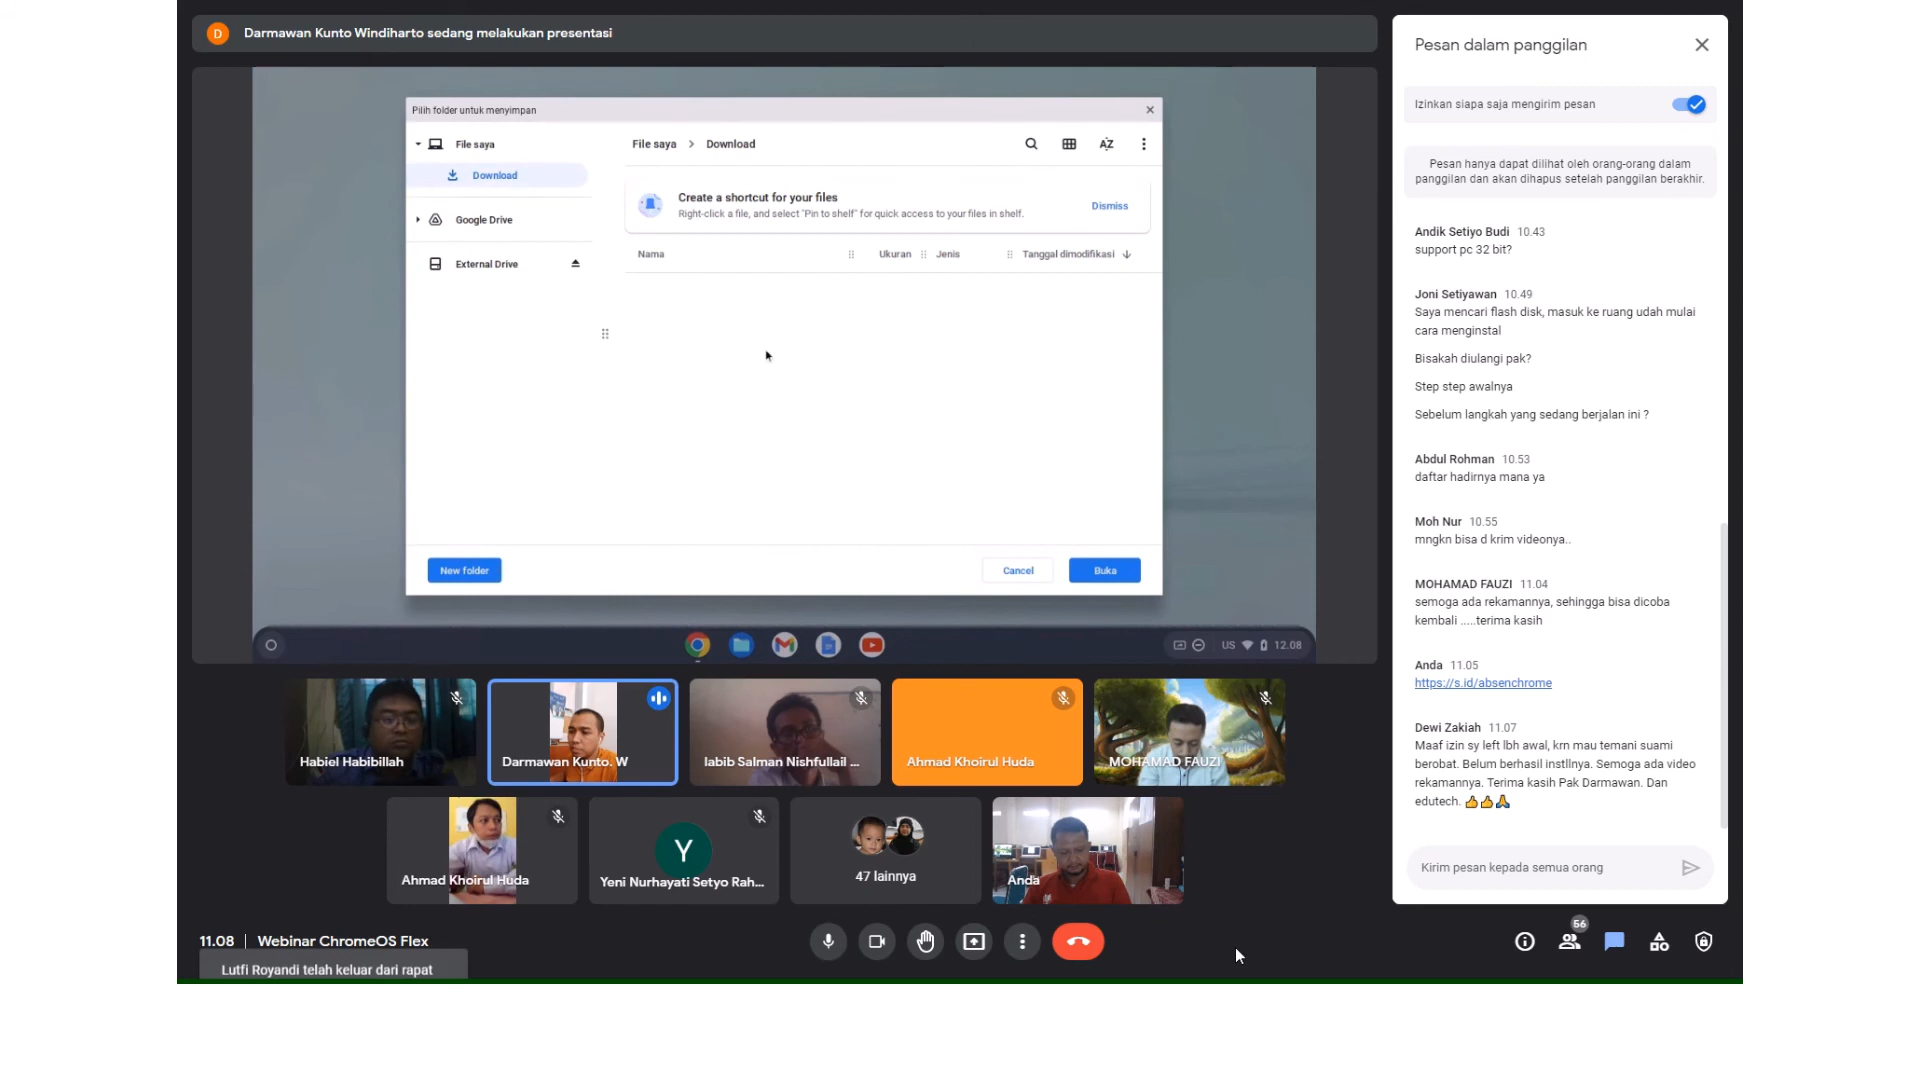 D
Darmawan Kunto Windiharto sedang melakukan presentasi
Pilih folder untuk menyimpan
File saya
Download
Google Drive
External Drive
File saya > Download
AZ
Create a shortcut for your files
Right-click a file, and select "Pin to shelf" for quick access to your files in shelf.
Dismiss
Nama
Ukuran
Jenis
Tanggal dimodifikasi
New folder
Cancel
Buka
US
12.08
Habiel Habibillah
Darmawan Kunto. W
Iabib Salman Nishfullail ...
Ahmad Khoirul Huda
MOHAMAD FAUZI
Ahmad Khoirul Huda
Y
Yeni Nurhayati Setyo Rah...
47 lainnya
Anda
11.08 | Webinar ChromeOS Flex
Lutfi Royandi telah keluar dari rapat
56
Pesan dalam panggilan
Izinkan siapa saja mengirim pesan
Pesan hanya dapat dilihat oleh orang-orang dalam
panggilan dan akan dihapus setelah panggilan berakhir.
Andik Setiyo Budi 10.43
support pc 32 bit?
Joni Setiyawan 10.49
Saya mencari flash disk, masuk ke ruang udah mulai
cara menginstal
Bisakah diulangi pak?
Step step awalnya
Sebelum langkah yang sedang berjalan ini ?
Abdul Rohman 10.53
daftar hadirnya mana ya
Moh Nur 10.55
mngkn bisa d krim videonya..
MOHAMAD FAUZI 11.04
semoga ada rekamannya, sehingga bisa dicoba
kembali .....terima kasih
Anda 11.05
https://s.id/absenchrome
Dewi Zakiah 11.07
Maaf izin sy left lbh awal, krn mau temani suami
berobat. Belum berhasil instllnya. Semoga ada video
rekamannya. Terima kasih Pak Darmawan. Dan
edutech. 👍👍🙏
Kirim pesan kepada semua orang